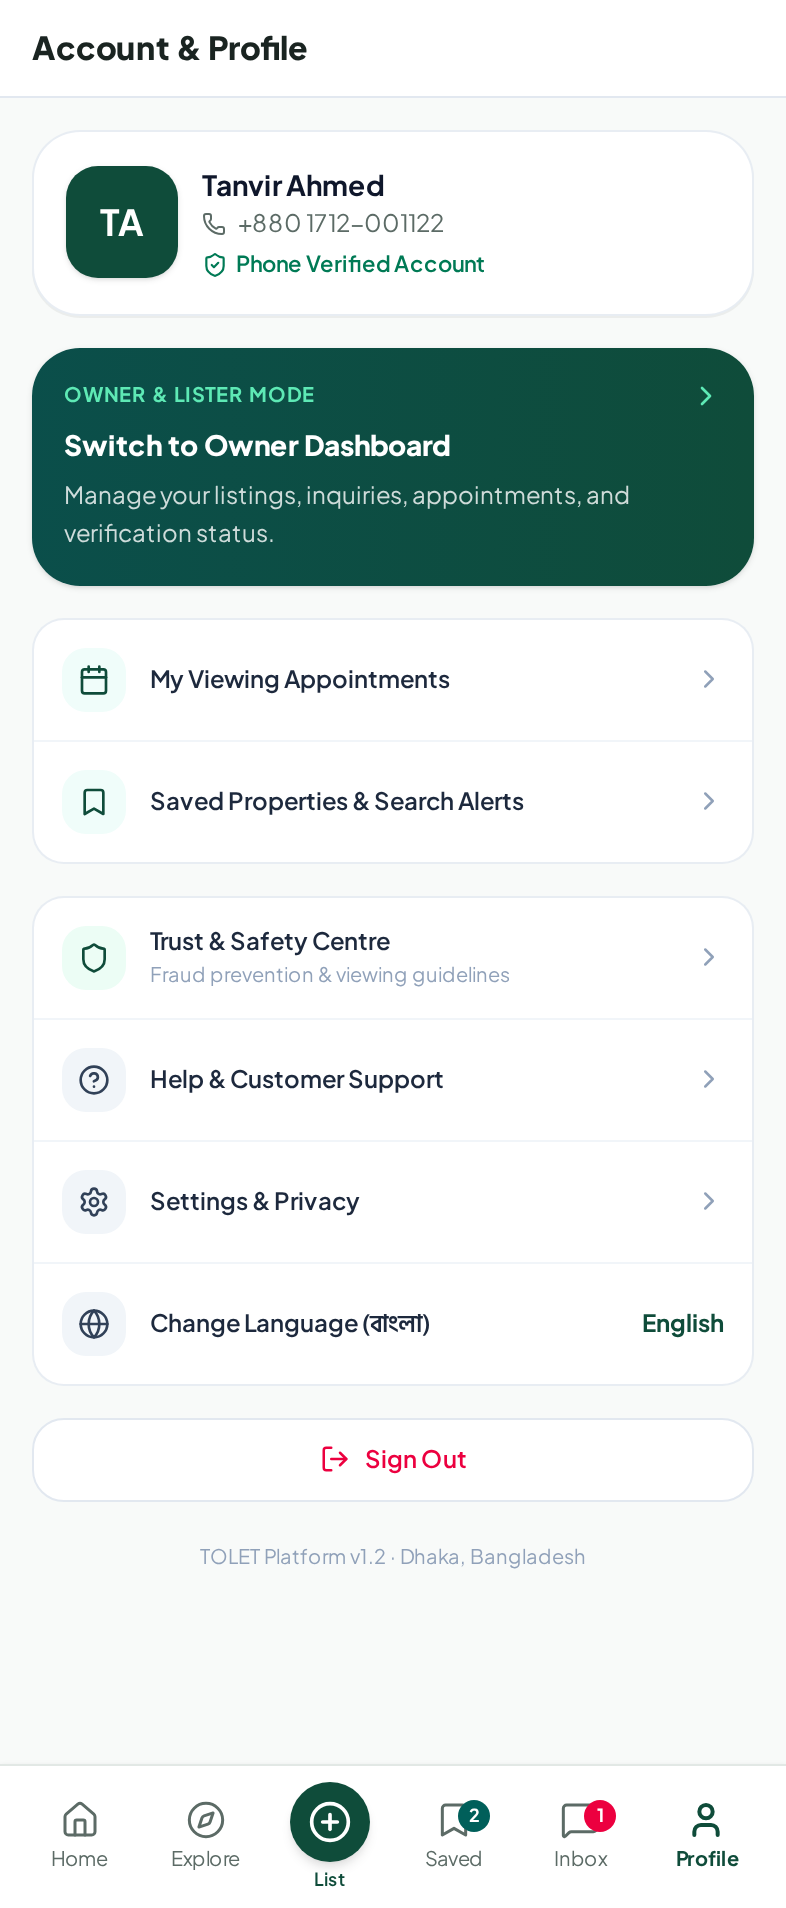 Account & Profile
TA
Tanvir Ahmed
+880 1712-001122
Phone Verified Account
OWNER & LISTER MODE
Switch to Owner Dashboard
Manage your listings, inquiries, appointments, and
verification status.
My Viewing Appointments
Saved Properties & Search Alerts
Trust & Safety Centre
Fraud prevention & viewing guidelines
Help & Customer Support
Settings & Privacy
Change Language (বাংলা)
English
Sign Out
TOLET Platform v1.2 · Dhaka, Bangladesh
Home
Explore
List
2
Saved
1
Inbox
Profile